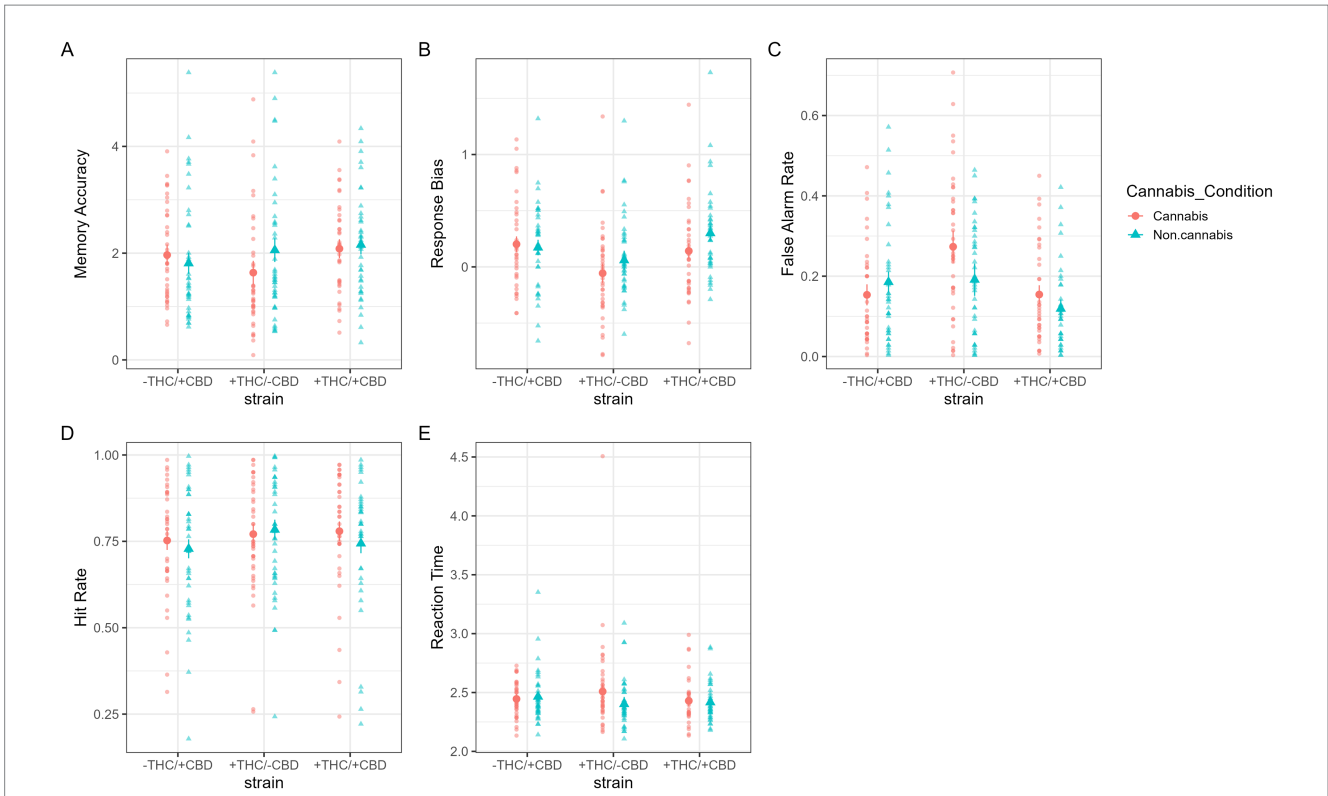 A
B
C
Memory Accuracy
4
2
0
-THC/+CBD +THC/-CBD +THC/+CBD
strain
Response Bias
1
0
-THC/+CBD +THC/-CBD +THC/+CBD
strain
False Alarm Rate
0.6
0.4
0.2
0.0
-THC/+CBD +THC/-CBD +THC/+CBD
strain
Cannabis_Condition
Cannabis
Non.cannabis
D
E
Hit Rate
1.00
0.75
0.50
0.25
-THC/+CBD +THC/-CBD +THC/+CBD
strain
Reaction Time
4.5
4.0
3.5
3.0
2.5
2.0
-THC/+CBD +THC/-CBD +THC/+CBD
strain